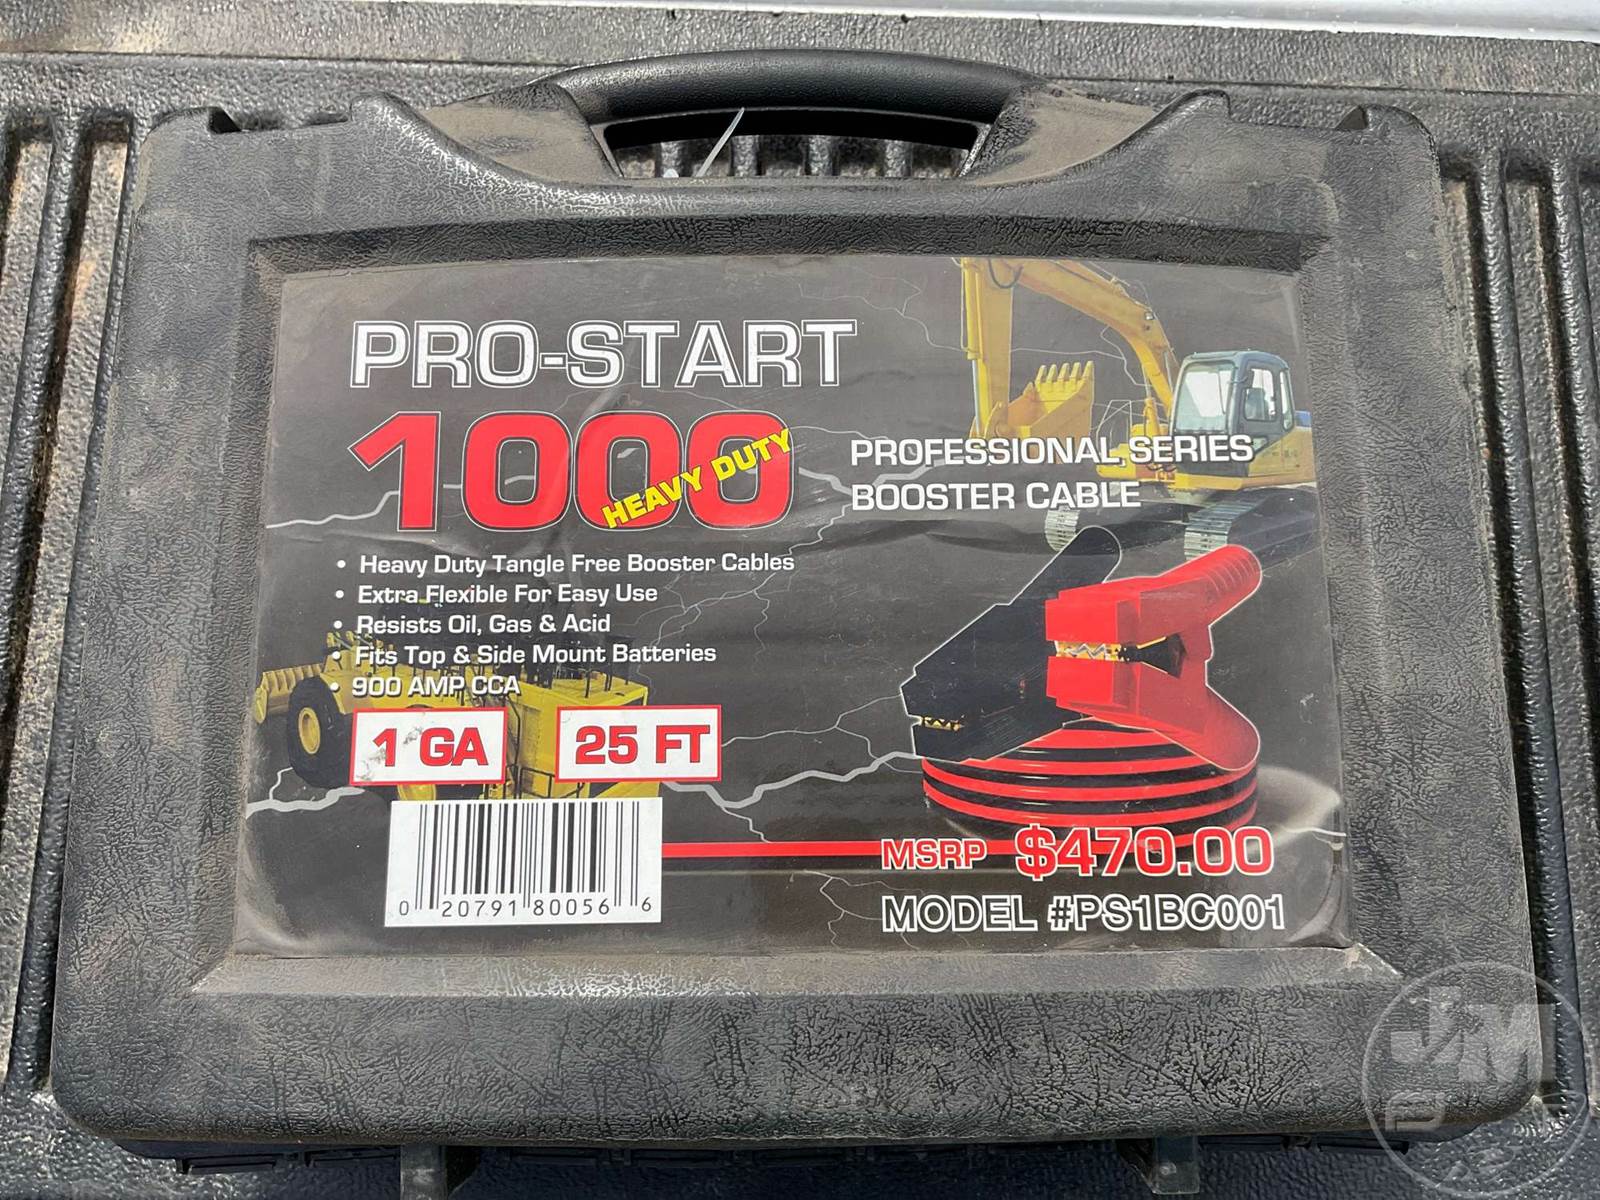 PRO-START
1000
HEAVY DUTY
PROFESSIONAL SERIES
BOOSTER CABLE
• Heavy Duty Tangle Free Booster Cables
• Extra Flexible For Easy Use
• Resists Oil, Gas & Acid
• Fits Top & Side Mount Batteries
• 900 AMP CCA
1 GA
25 FT
0 20791 80056 6
MSRP $470.00
MODEL #PS1BC001